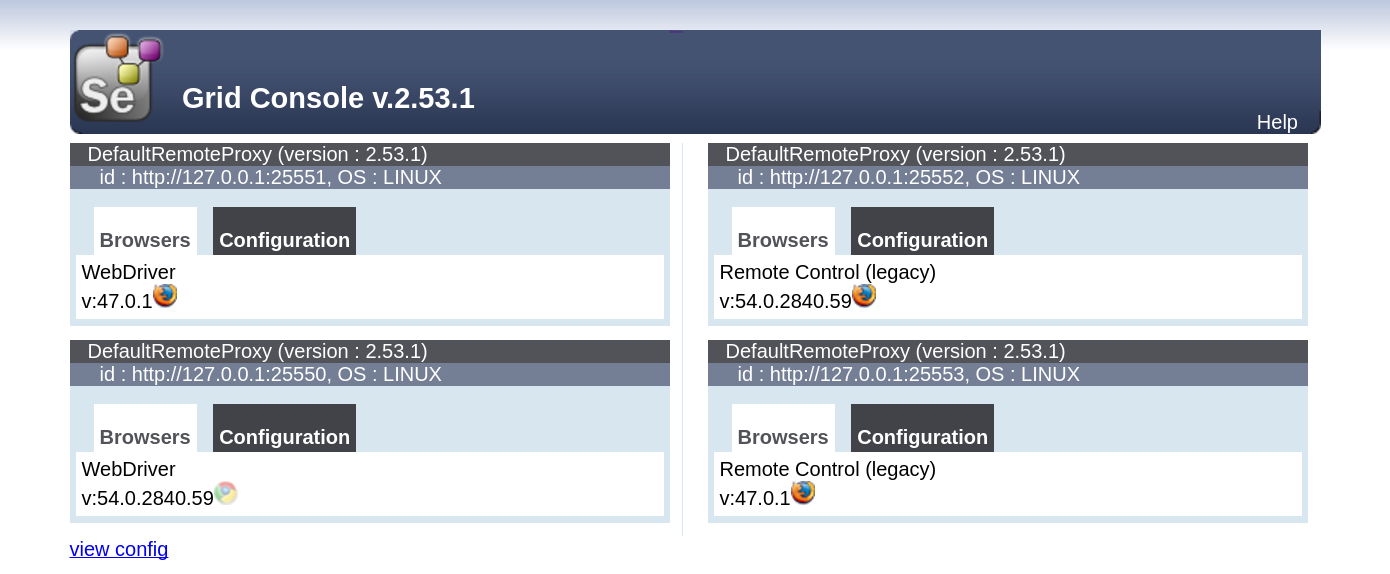 Se
Grid Console v.2.53.1
Help
DefaultRemoteProxy (version : 2.53.1)
id : http://127.0.0.1:25551, OS : LINUX
Browsers Configuration
WebDriver
v:47.0.1
DefaultRemoteProxy (version : 2.53.1)
id : http://127.0.0.1:25550, OS : LINUX
Browsers Configuration
WebDriver
v:54.0.2840.59
view config
DefaultRemoteProxy (version : 2.53.1)
id : http://127.0.0.1:25552, OS : LINUX
Browsers Configuration
Remote Control (legacy)
v:54.0.2840.59
DefaultRemoteProxy (version : 2.53.1)
id : http://127.0.0.1:25553, OS : LINUX
Browsers Configuration
Remote Control (legacy)
v:47.0.1